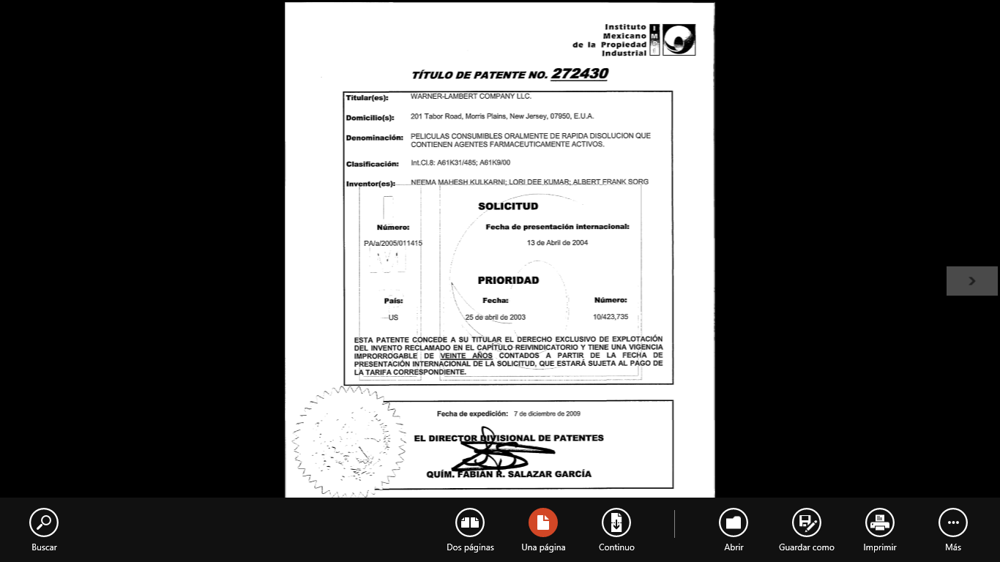 Instituto
Mexicano
de la Propiedad
Industrial
TÍTULO DE PATENTE NO. 272430
Titular(es): WARNER-LAMBERT COMPANY LLC.
Domicilio(s): 201 Tabor Road, Morris Plains, New Jersey, 07950, E.U.A.
Denominación: PELICULAS CONSUMIBLES ORALMENTE DE RAPIDA DISOLUCION QUE
CONTIENEN AGENTES FARMACEUTICAMENTE ACTIVOS.
Clasificación: Int.Cl.8: A61K31/485; A61K9/00
Inventor(es): NEEMA MAHESH KULKARNI; LORI DEE KUMAR; ALBERT FRANK SORG
SOLICITUD
Número: Fecha de presentación internacional:
PA/a/2005/011415 13 de Abril de 2004
PRIORIDAD
País: Fecha: Número:
US 25 de abril de 2003 10/423,735
ESTA PATENTE CONCEDE A SU TITULAR EL DERECHO EXCLUSIVO DE EXPLOTACIÓN
DEL INVENTO RECLAMADO EN EL CAPÍTULO REIVINDICATORIO Y TIENE UNA VIGENCIA
IMPRORROGABLE DE VEINTE AÑOS CONTADOS A PARTIR DE LA FECHA DE
PRESENTACIÓN INTERNACIONAL DE LA SOLICITUD, QUE ESTARÁ SUJETA AL PAGO DE
LA TARIFA CORRESPONDIENTE.
Fecha de expedición: 7 de diciembre de 2009
EL DIRECTOR DIVISIONAL DE PATENTES
QUÍM. FABIÁN R. SALAZAR GARCÍA
Buscar
Dos páginas
Una página
Continuo
Abrir
Guardar como
Imprimir
Más